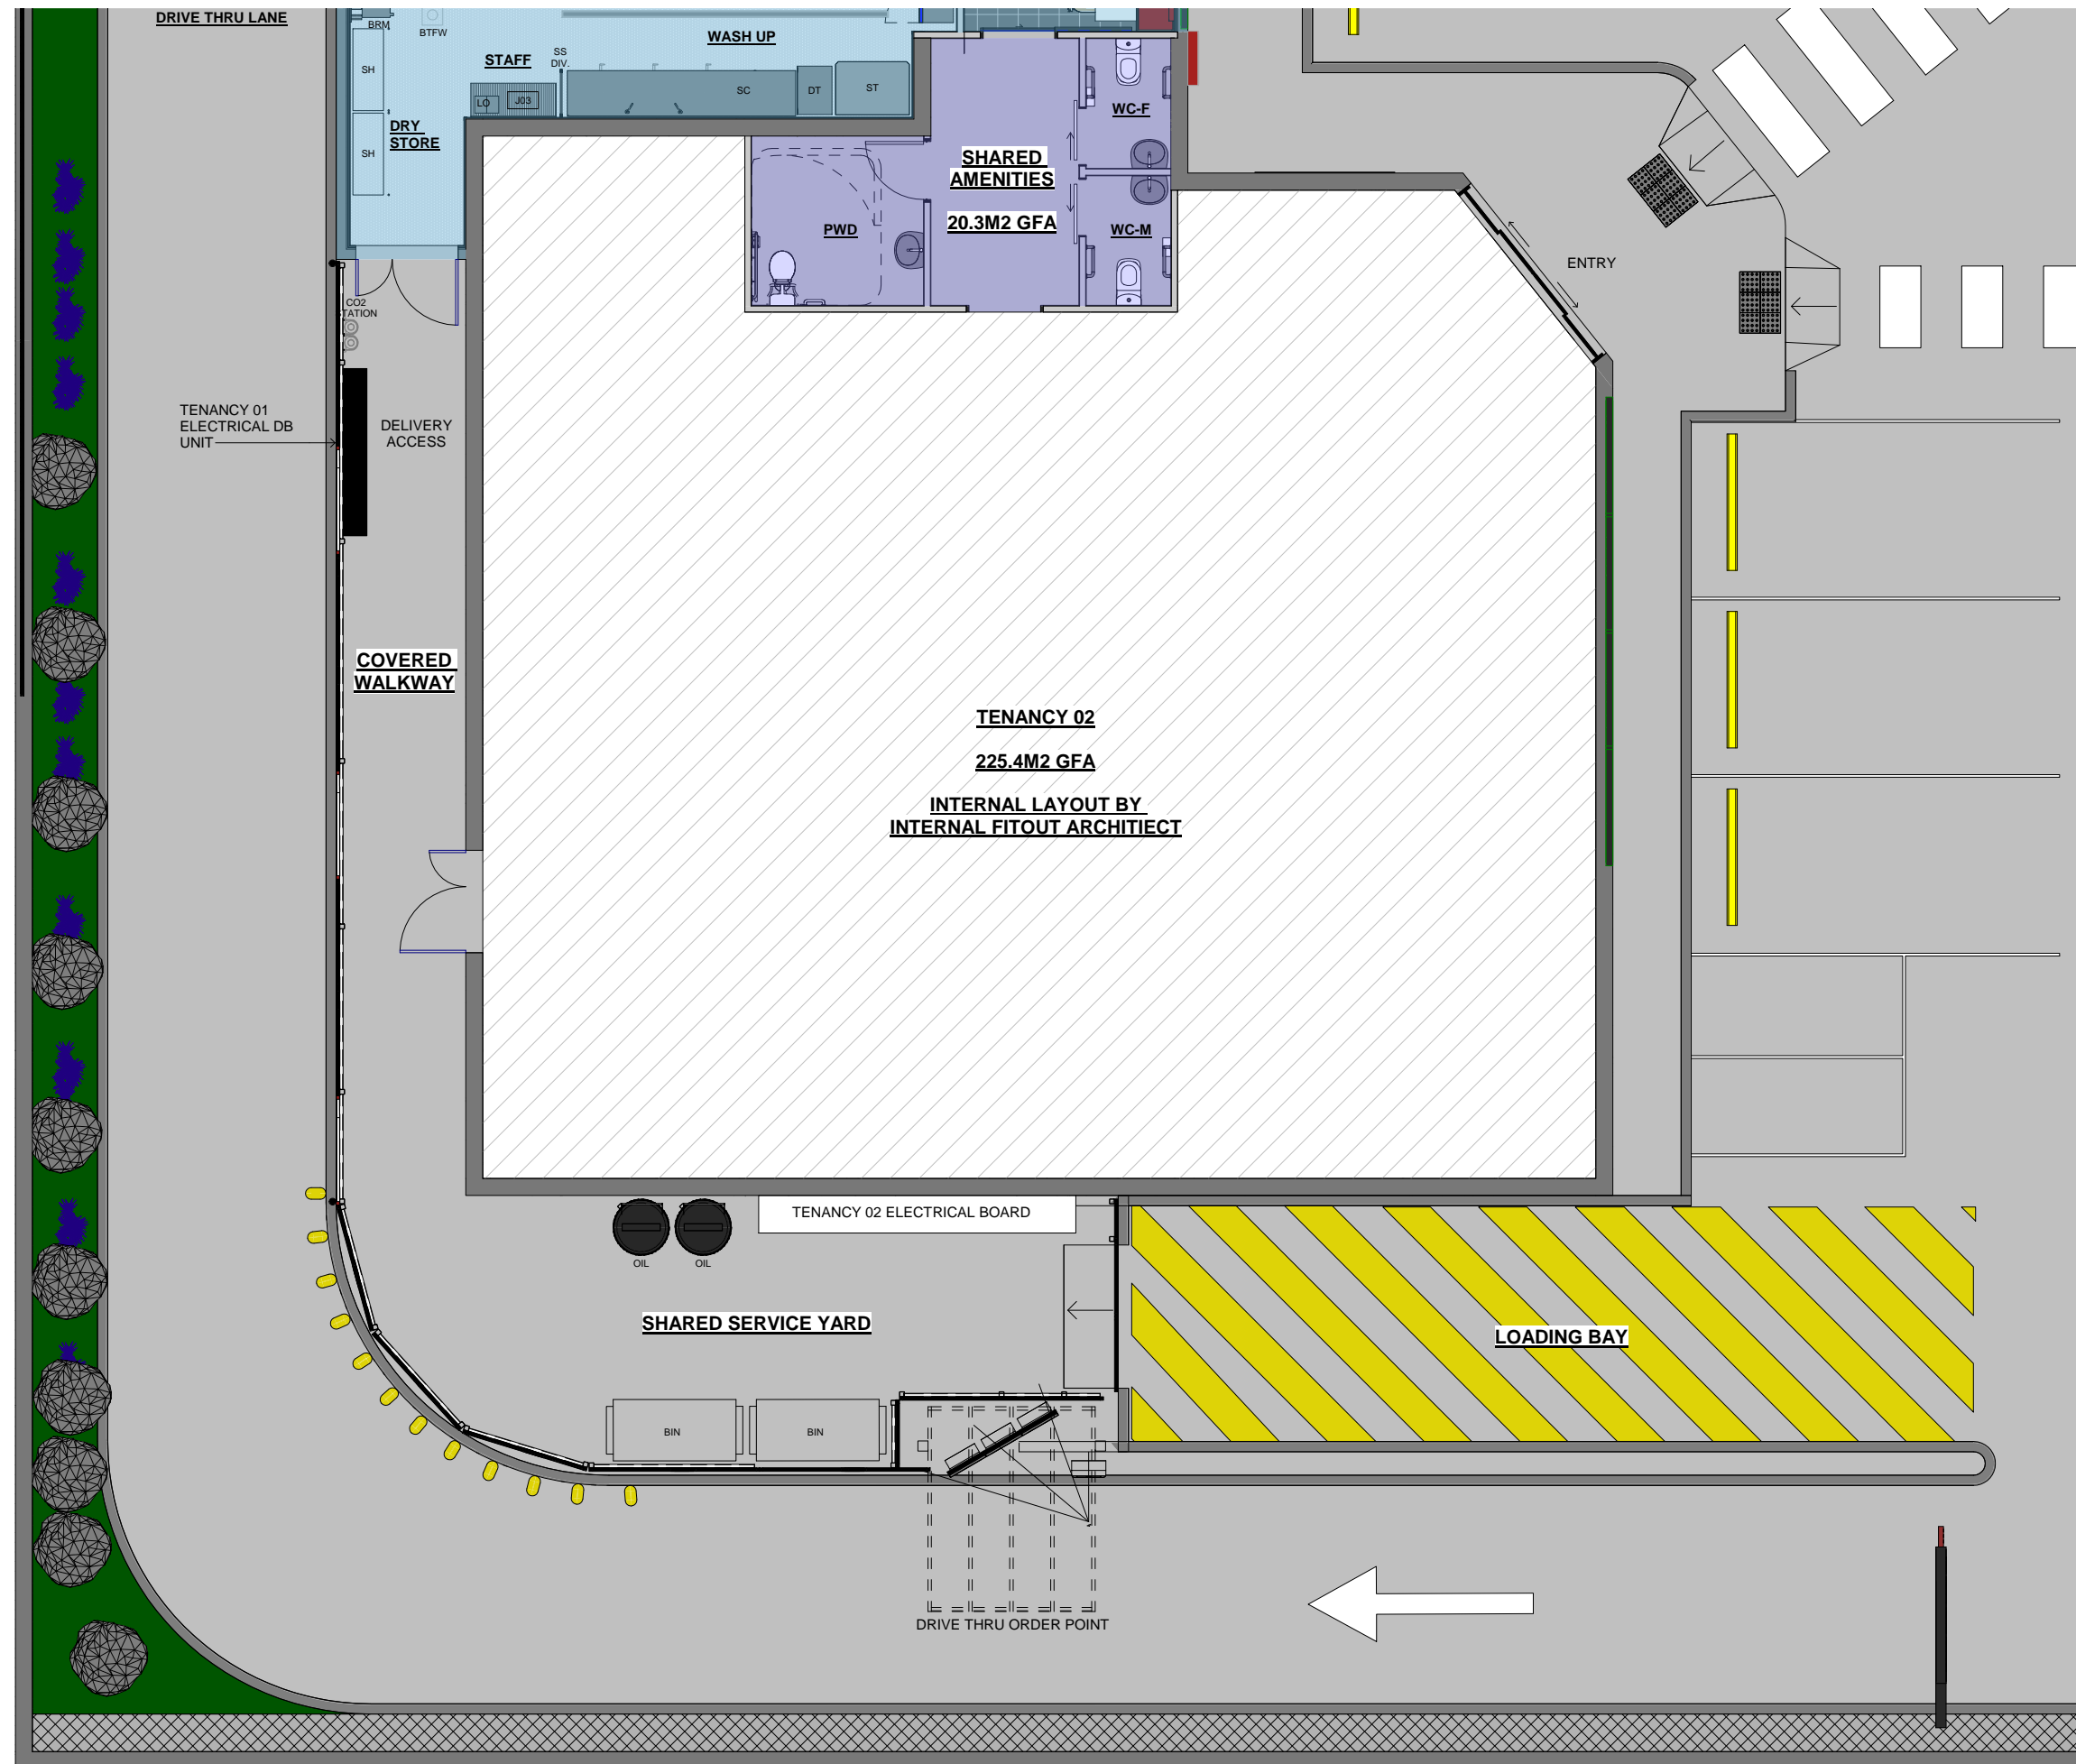 DRIVE THRU LANE
BRM
BTFW
WASH UP
STAFF
SS
DIV.
SH
LO
J03
SC
DT
ST
WC-F
DRY
STORE
SH
SHARED
AMENITIES
20.3M2 GFA
PWD
WC-M
ENTRY
CO2
TATION
TENANCY 01
ELECTRICAL DB
UNIT
DELIVERY
ACCESS
COVERED
WALKWAY
TENANCY 02
225.4M2 GFA
INTERNAL LAYOUT BY
INTERNAL FITOUT ARCHITIECT
TENANCY 02 ELECTRICAL BOARD
OIL
OIL
SHARED SERVICE YARD
LOADING BAY
BIN
BIN
DRIVE THRU ORDER POINT